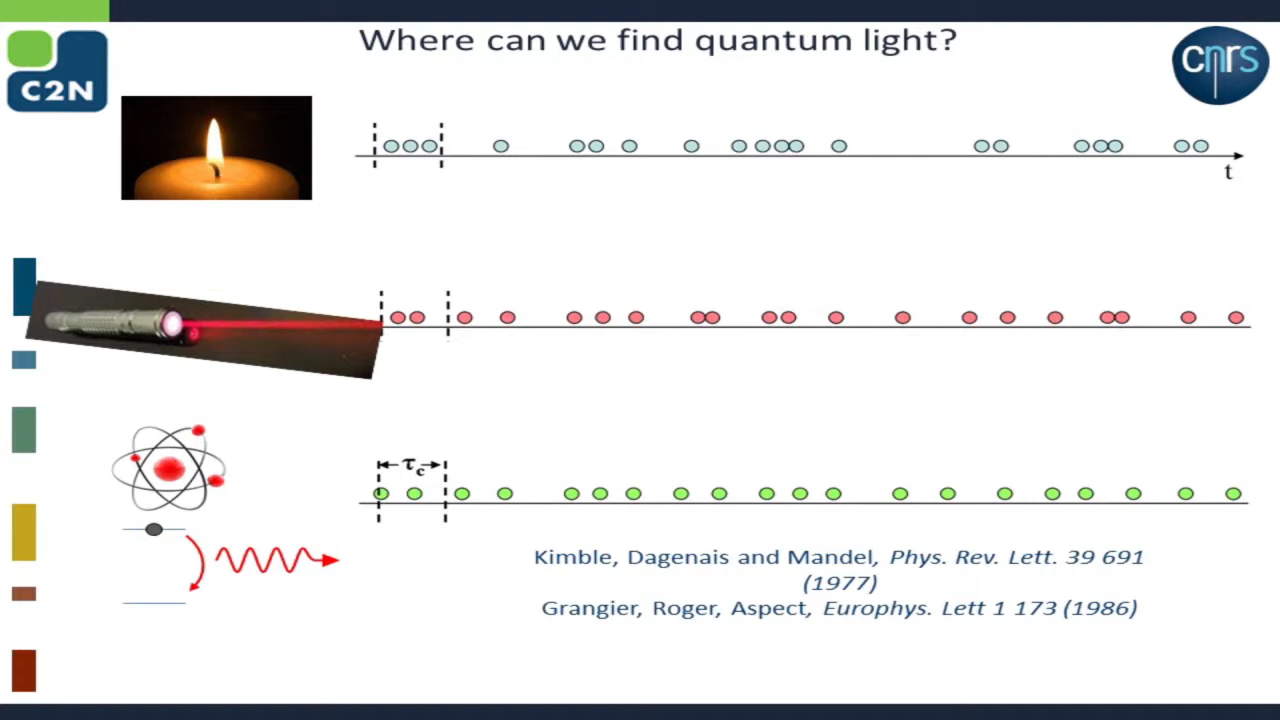 Where can we find quantum light?
C2N
cnrs
t
τc
Kimble, Dagenais and Mandel, Phys. Rev. Lett. 39 691
(1977)
Grangier, Roger, Aspect, Europhys. Lett 1 173 (1986)